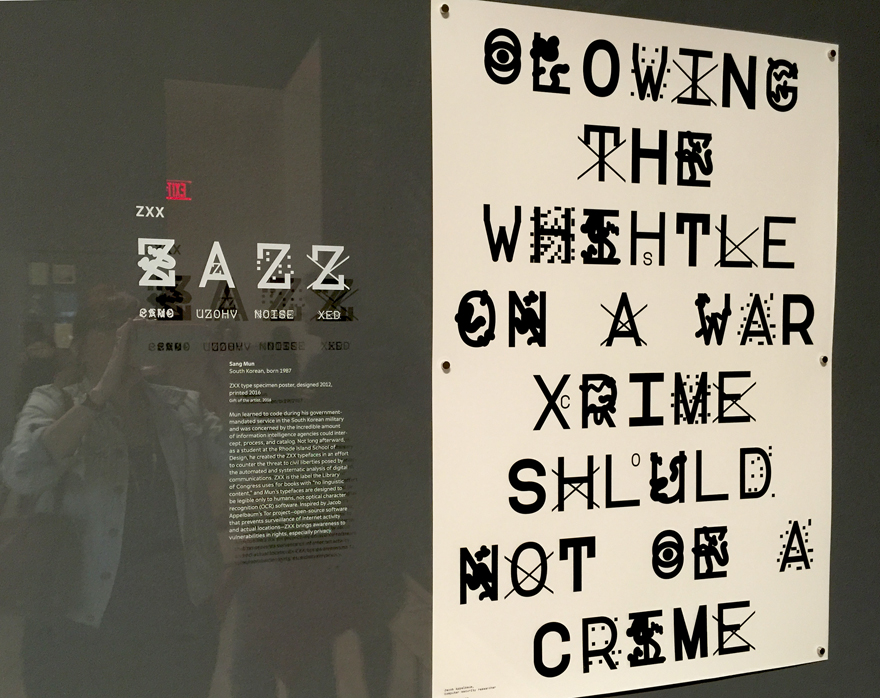 ZXX
Z A Z Z
CAMO UZOHV NOISE XED
Sang Mun
South Korean, born 1987
ZXX type specimen poster, designed 2012,
printed 2016
Gift of the artist, 2016
Mun learned to code during his government-
mandated service in the South Korean military
and was concerned by the incredible amount
of information intelligence agencies could inter-
cept, process, and catalog. Not long afterward,
as a student at the Rhode Island School of
Design, he created the ZXX typefaces in an effort
to counter the threat to civil liberties posed by
the automated and systematic analysis of digital
communications. ZXX is the label the Library
of Congress uses for books with "no linguistic
content," and Mun's typefaces are designed to
be legible only to humans, not optical character
recognition (OCR) software. Inspired by Jacob
Appelbaum's Tor project—open-source software
that prevents surveillance of Internet activity
and actual locations—ZXX brings awareness to
vulnerabilities in rights, especially privacy.
BLOWING
THE
WHISTLE
ON A WAR
CRIME
SHOULD
NOT BE A
CRIME